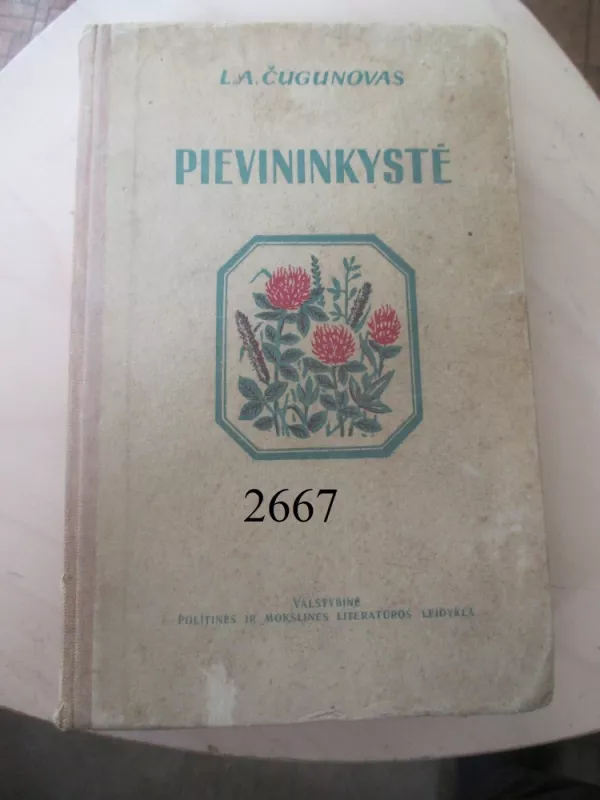 L. A. ČUGUNOVAS
PIEVININKYSTĖ
2667
VALSTYBINĖ
POLITINĖS IR MOKSLINĖS LITERATŪROS LEIDYKLA